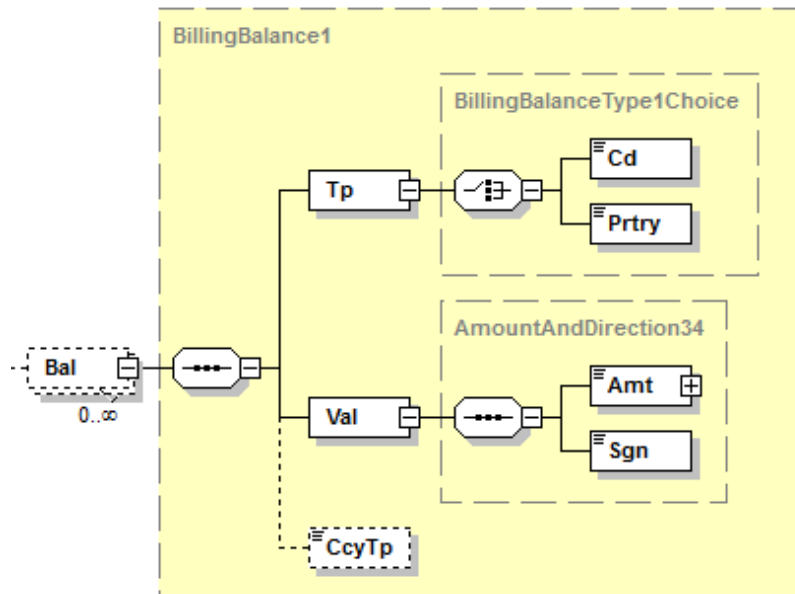 BillingBalance1
BillingBalanceType1Choice
Cd
Tp
Prtry
AmountAndDirection34
Bal
0..∞
Amt
Val
Sgn
CcyTp